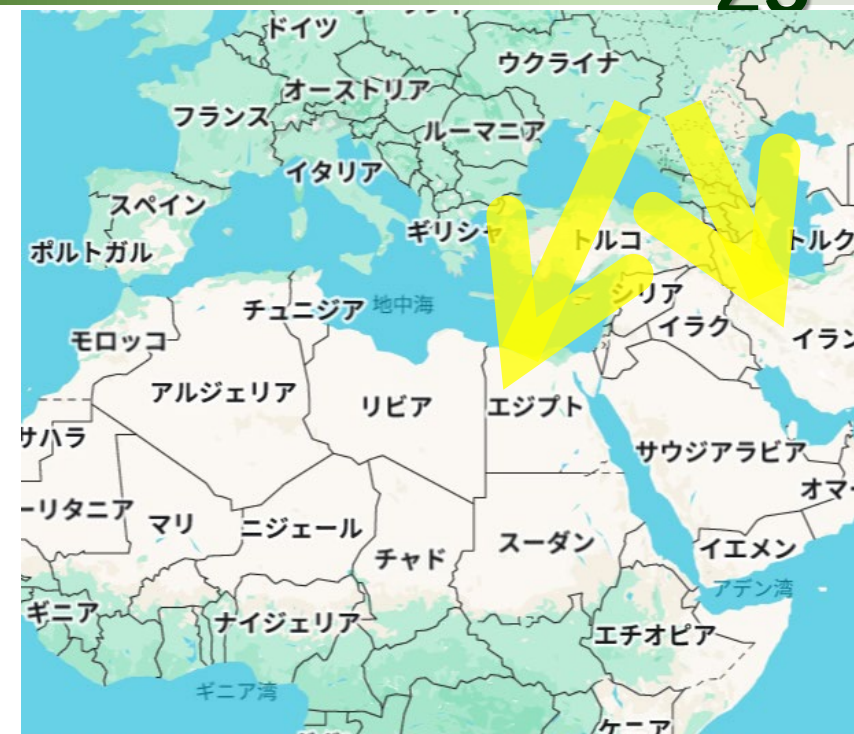 ドイツ
ウクライナ
オーストリア
フランス
ルーマニア
イタリア
スペイン
ギリシャ
トルコ
トルク
ポルトガル
シリア
チュニジア
地中海
イラク
イラン
モロッコ
アルジェリア
リビア
エジプト
サハラ
サウジアラビア
オマー
ーリタニア
マリ
ニジェール
チャド
スーダン
イエメン
アデン湾
ギニア
ナイジェリア
エチオピア
ギニア湾
ケニア